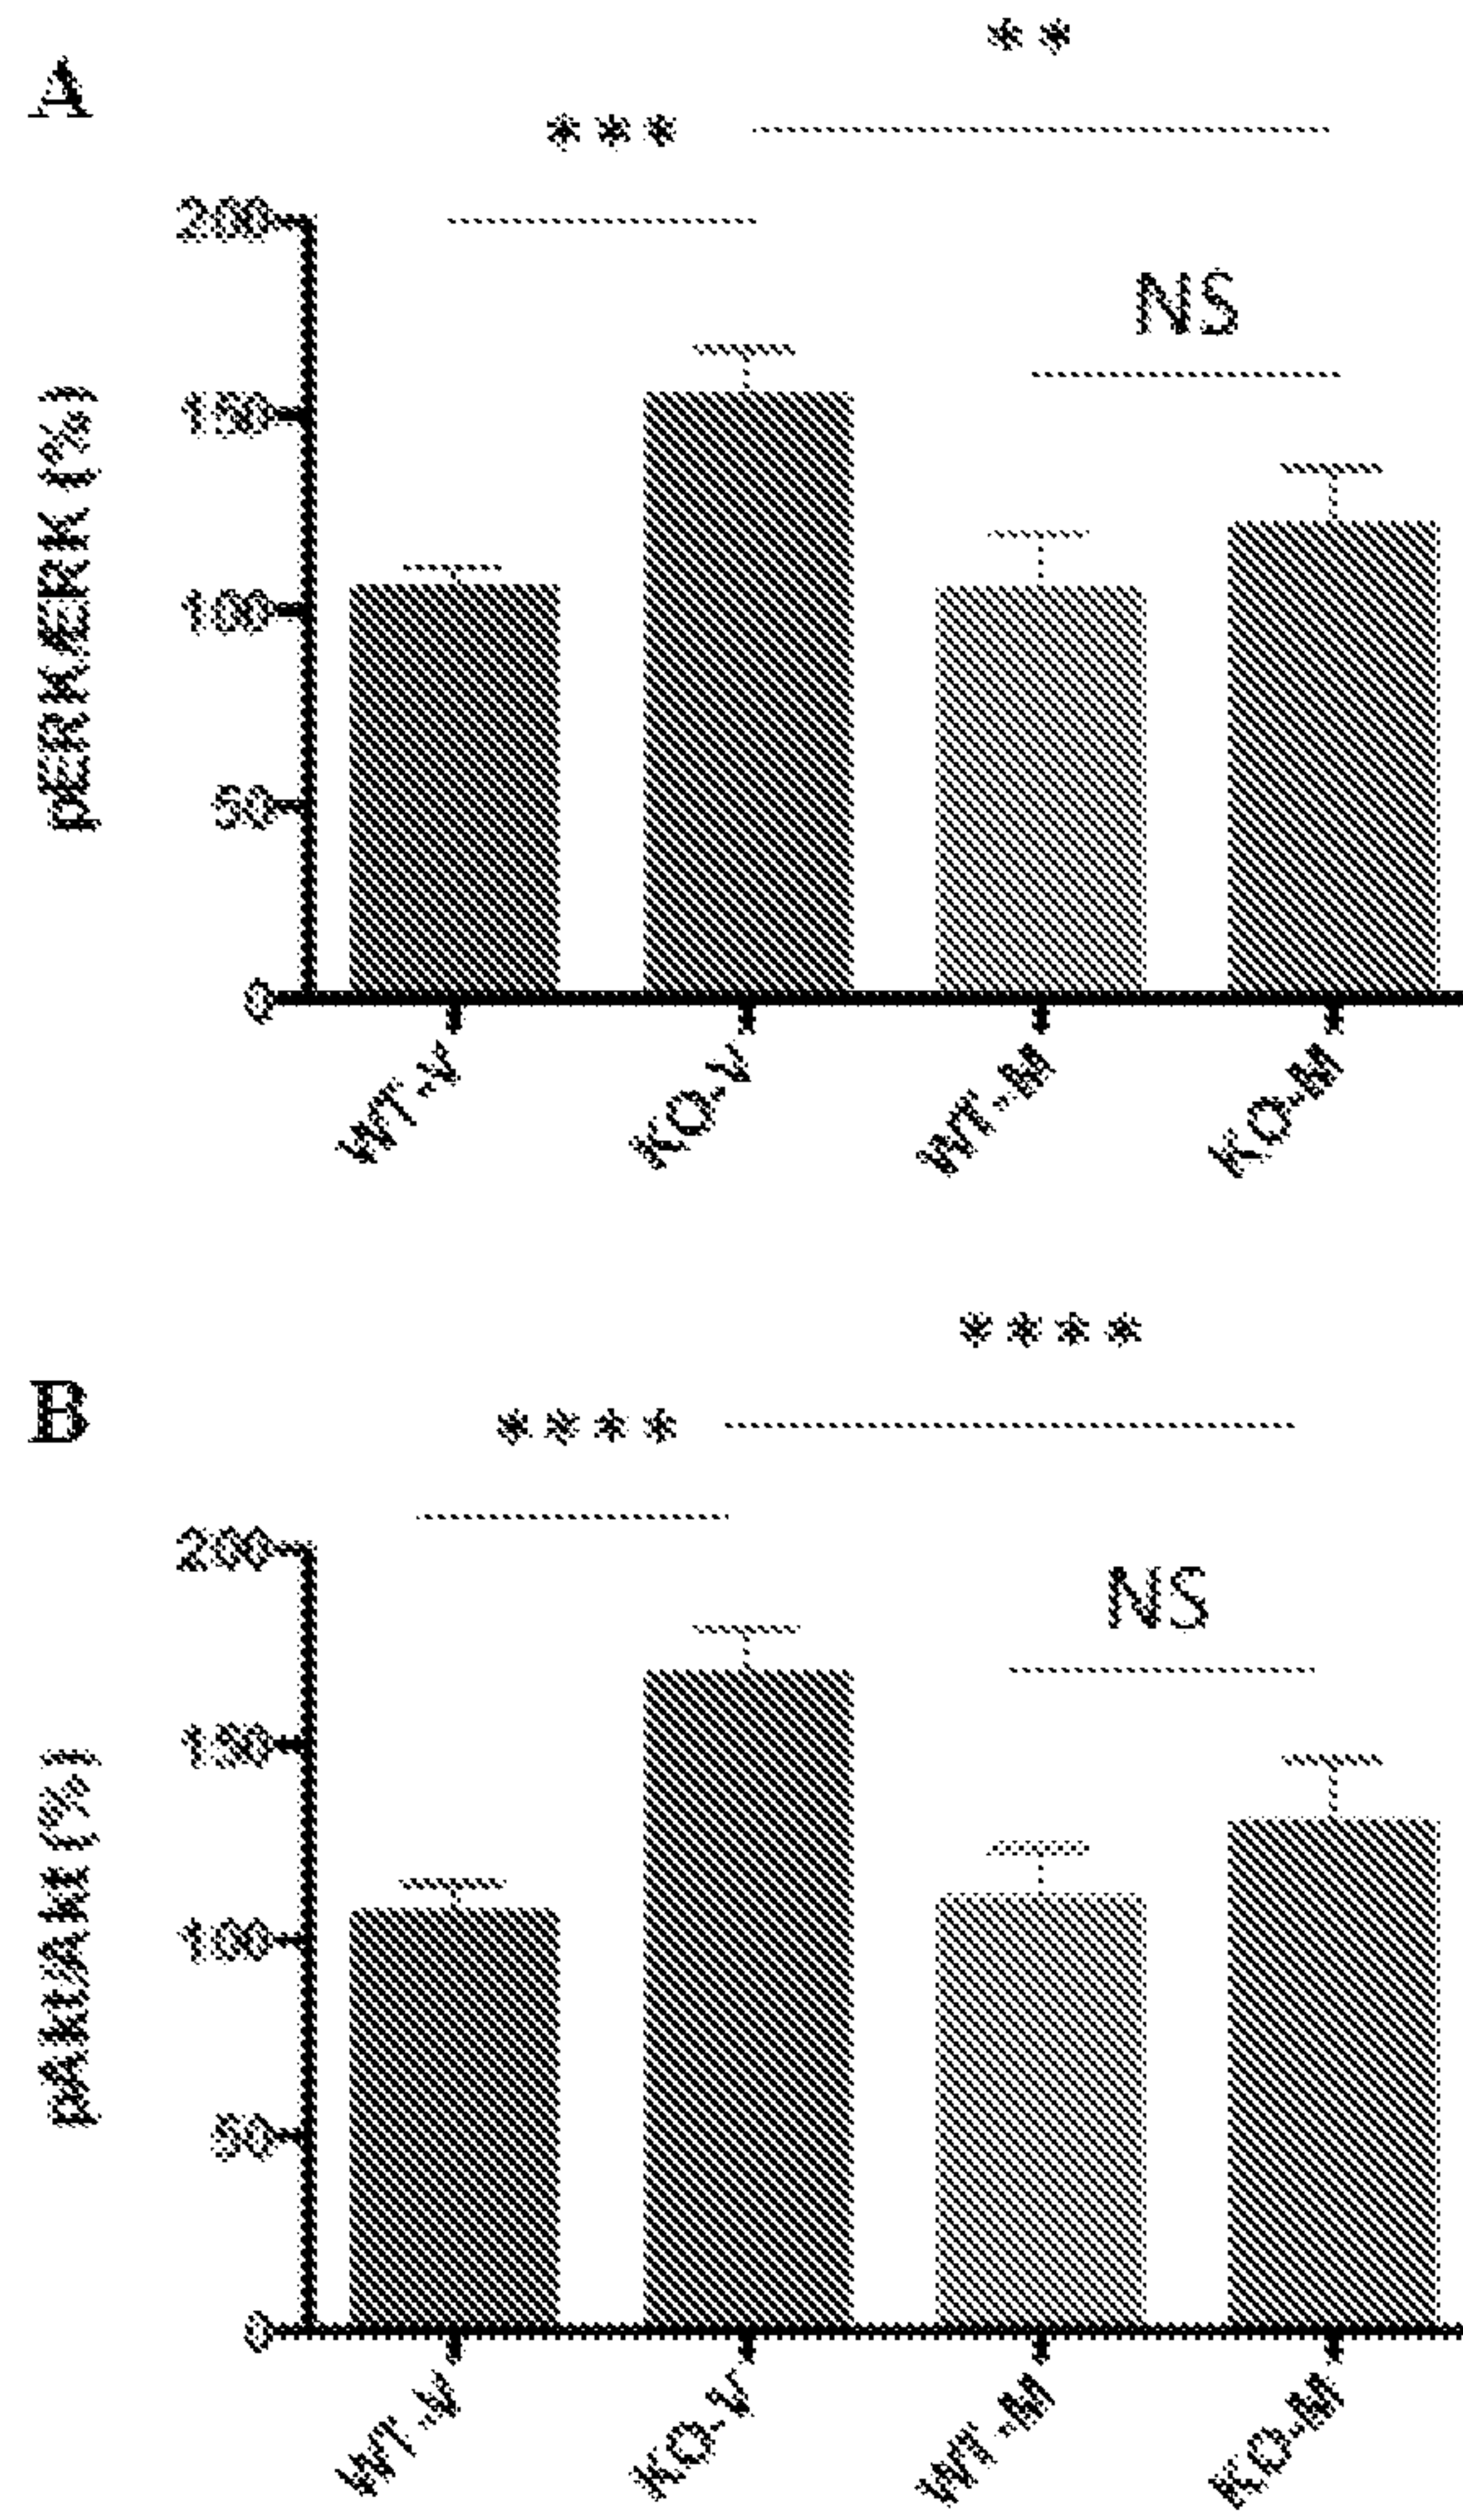 A
**
***
NS
pERK/ERK (%)
200
150
100
50
0
WT-V
KO-V
WT-M
KO-M
B
****
****
NS
pAkt/Akt (%)
200
150
100
50
0
WT-V
KO-V
WT-M
KO-M